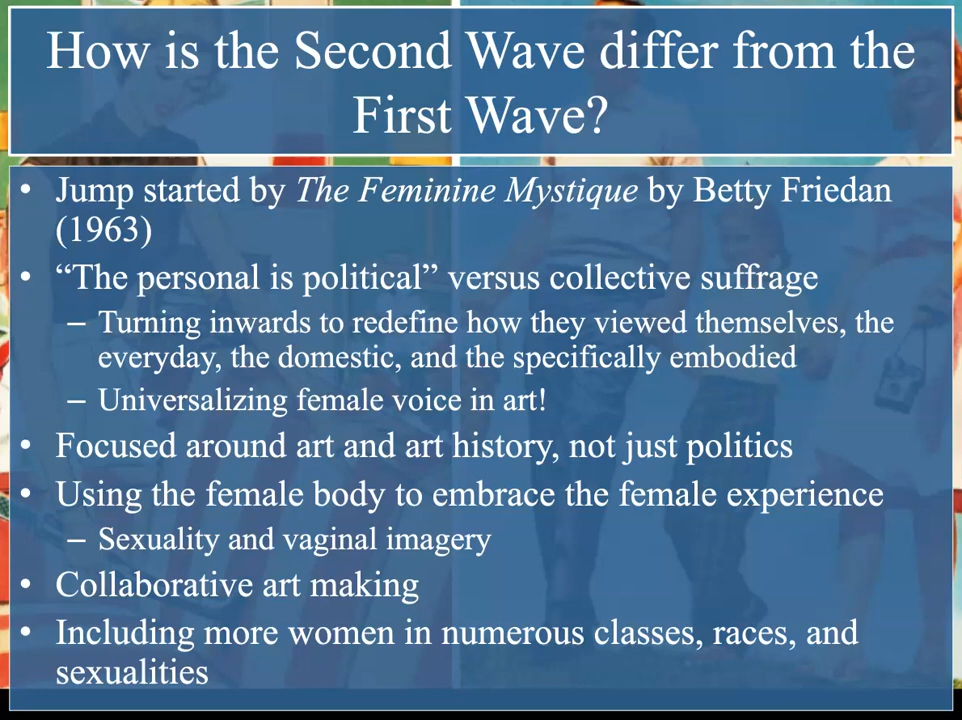 How is the Second Wave differ from the
First Wave?
• Jump started by The Feminine Mystique by Betty Friedan
(1963)
• “The personal is political” versus collective suffrage
– Turning inwards to redefine how they viewed themselves, the
everyday, the domestic, and the specifically embodied
– Universalizing female voice in art!
• Focused around art and art history, not just politics
• Using the female body to embrace the female experience
– Sexuality and vaginal imagery
• Collaborative art making
• Including more women in numerous classes, races, and
sexualities